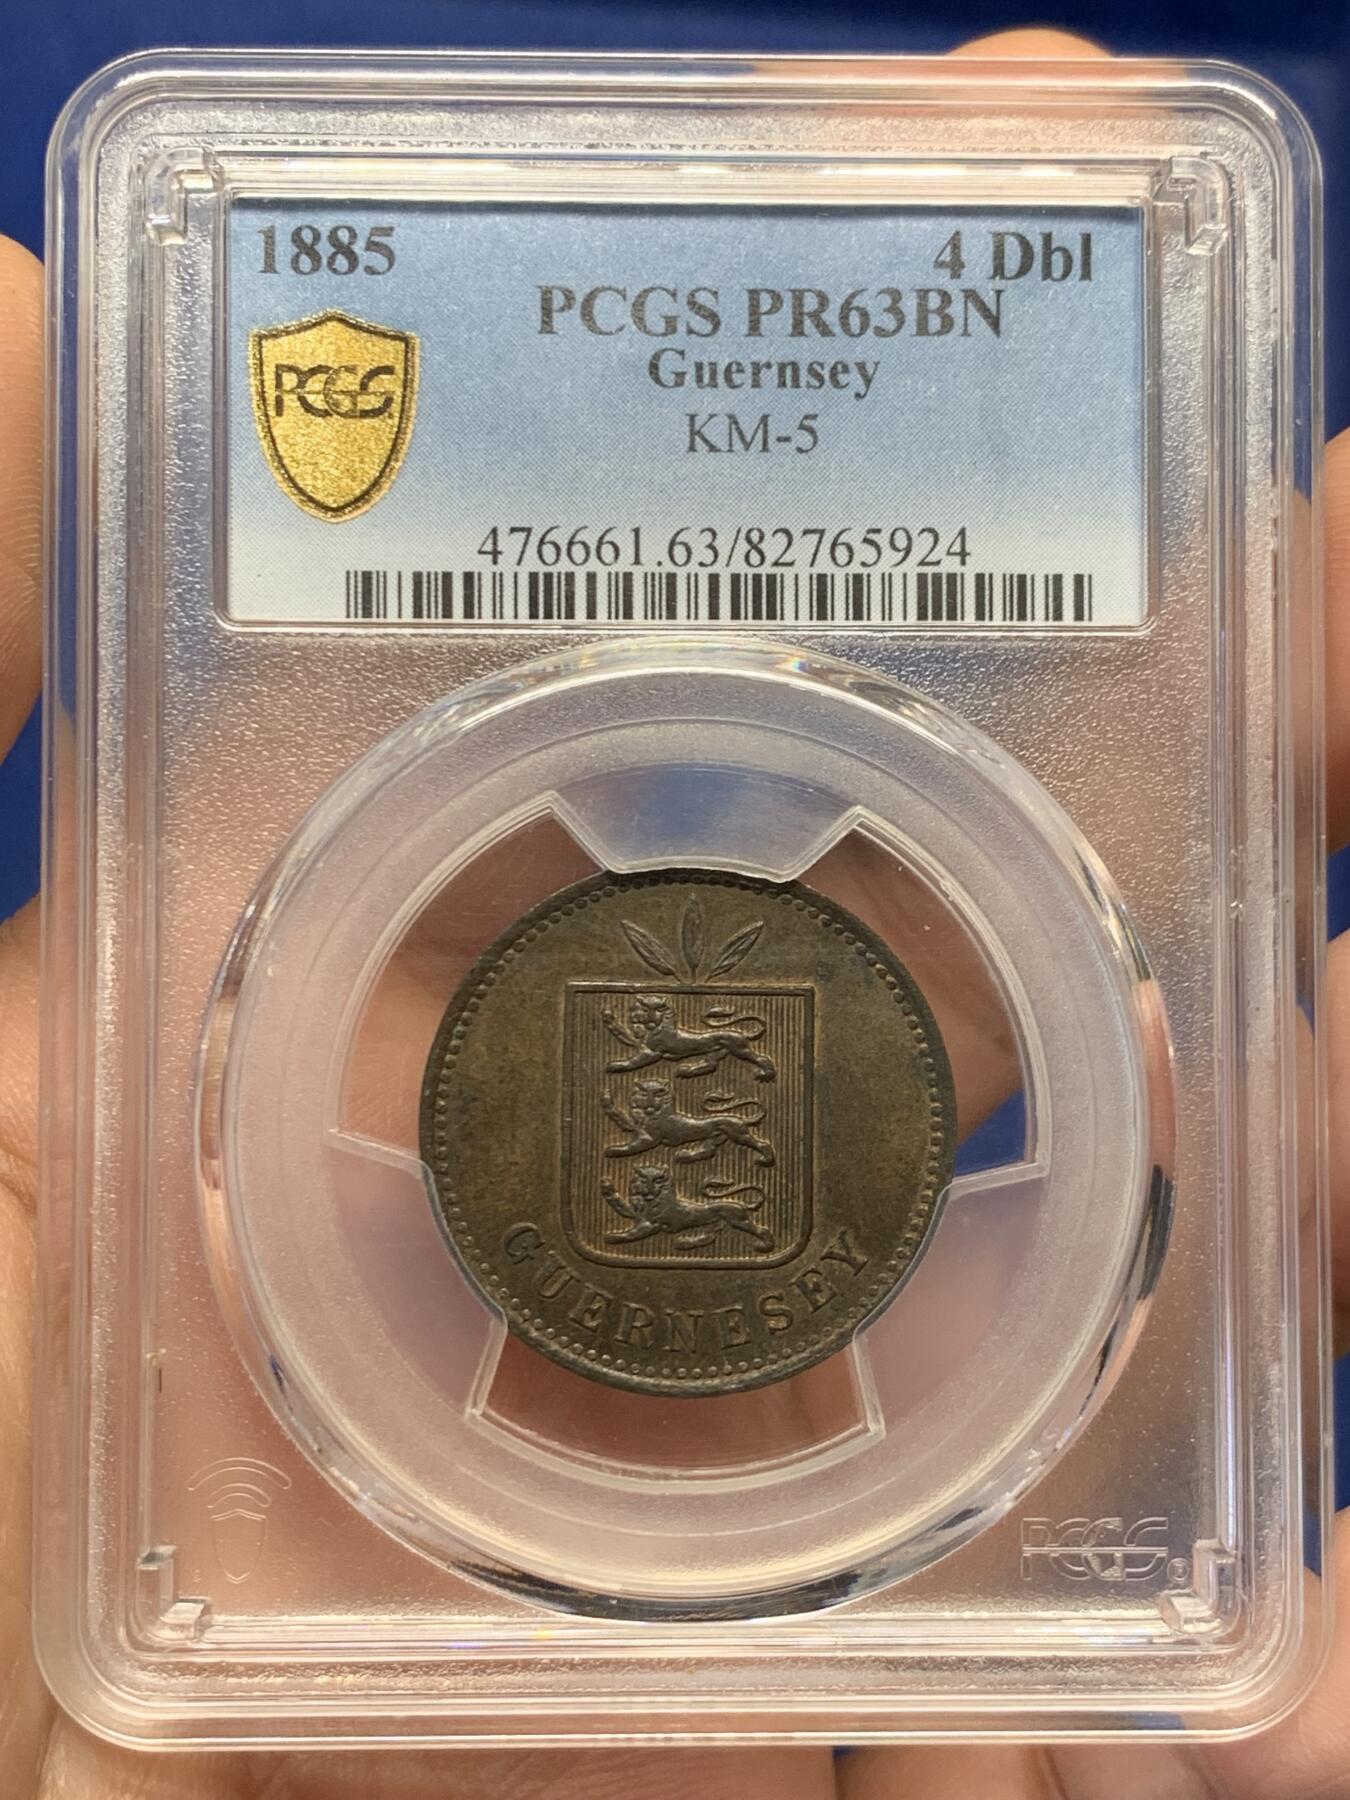 1885 4 Dbl
PCGS PR63BN
PCGS
Guernsey
KM-5
476661.63/82765924
GUERNESEY
PCGS